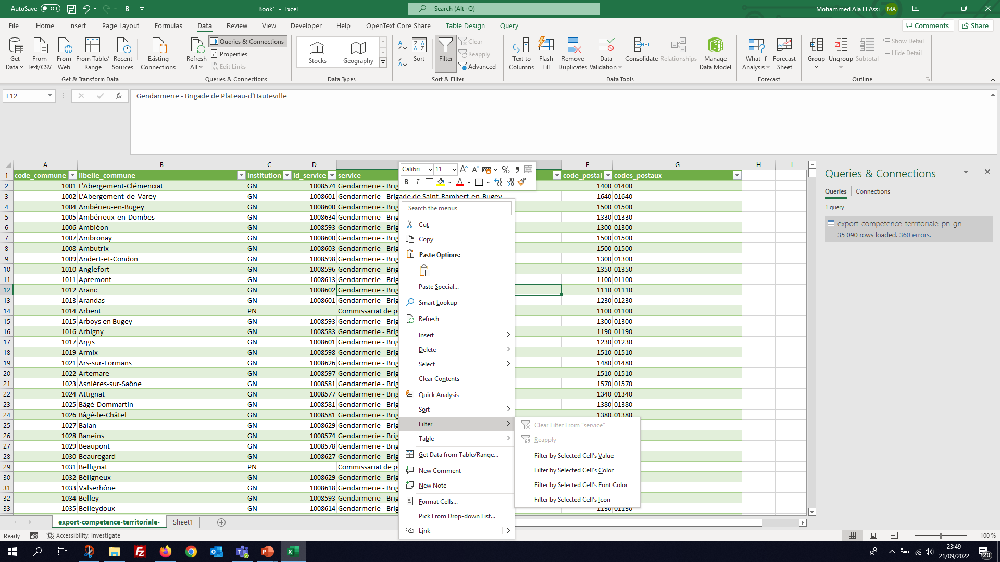 AutoSave Off B Book1 - Excel Search (Alt+Q) Mohammed Ala El Assi MA
File Home Insert Page Layout Formulas Data Review View Developer Help OpenText Core Share Table Design Query Comments Share
Get Data From Text/CSV From Web From Table/ Range Recent Sources Existing Connections
Get & Transform Data
Refresh All Queries & Connections Properties Edit Links
Queries & Connections
Stocks Geography
Data Types
Sort Filter Clear Reapply Advanced
Sort & Filter
Text to Columns Flash Fill Remove Duplicates Data Validation Consolidate Relationships Manage Data Model
Data Tools
What-If Analysis Forecast Sheet
Forecast
Group Ungroup Subtotal Show Detail Hide Detail
Outline
E12 fx Gendarmerie - Brigade de Plateau-d'Hauteville
A B C D F G H I
1 code_commune libelle_commune institution id_service service code_postal codes_postaux
2 1001 L'Abergement-Clémenciat GN 1008574 Gendarmerie - Brig 1400 01400
3 1002 L'Abergement-de-Varey GN 1008601 Gendarmerie - Brigade de Saint-Rambert-en-Bugey 1640 01640
4 1004 Ambérieu-en-Bugey GN 1008600 Gendarmerie - Brig 1500 01500
5 1005 Ambérieux-en-Dombes GN 1008634 Gendarmerie - Brig 1330 01330
6 1006 Ambléon GN 1008593 Gendarmerie - Brig 1300 01300
7 1007 Ambronay GN 1008600 Gendarmerie - Brig 1500 01500
8 1008 Ambutrix GN 1008603 Gendarmerie - Brig 1500 01500
9 1009 Andert-et-Condon GN 1008598 Gendarmerie - Brig 1300 01300
10 1010 Anglefort GN 1008596 Gendarmerie - Brig 1350 01350
11 1011 Apremont GN 1008613 Gendarmerie - Brig 1100 01100
12 1012 Aranc GN 1008602 Gendarmerie - Brig 1110 01110
13 1013 Arandas GN 1008601 Gendarmerie - Brig 1230 01230
14 1014 Arbent PN Commissariat de p 1100 01100
15 1015 Arboys en Bugey GN 1008593 Gendarmerie - Brig 1300 01300
16 1016 Arbigny GN 1008583 Gendarmerie - Brig 1190 01190
17 1017 Argis GN 1008601 Gendarmerie - Brig 1230 01230
18 1019 Armix GN 1008598 Gendarmerie - Brig 1510 01510
19 1021 Ars-sur-Formans GN 1008626 Gendarmerie - Brig 1480 01480
20 1022 Artemare GN 1008597 Gendarmerie - Brig 1510 01510
21 1023 Asnières-sur-Saône GN 1008581 Gendarmerie - Brig 1570 01570
22 1024 Attignat GN 1008577 Gendarmerie - Brig 1340 01340
23 1025 Bâgé-Dommartin GN 1008581 Gendarmerie - Brig 1380 01380
24 1026 Bâgé-le-Châtel GN 1008581 Gendarmerie - Brig 1380 01380
25 1027 Balan GN 1008629 Gendarmerie - Brig
26 1028 Baneins GN 1008574 Gendarmerie - Brig
27 1029 Beaupont GN 1008578 Gendarmerie - Brig
28 1030 Beauregard GN 1008627 Gendarmerie - Brig
29 1031 Bellignat PN Commissariat de p
30 1032 Béligneux GN 1008629 Gendarmerie - Brig
31 1033 Valserhône GN 1008618 Gendarmerie - Brig
32 1034 Belley GN 1008593 Gendarmerie - Brig
33 1035 Belleydoux GN 1008614 Gendarmerie - Brig 1130 01130
Calibri 11 A A % 9
B I A
Search the menus
Cut
Copy
Paste Options:
Paste Special...
Smart Lookup
Refresh
Insert
Delete
Select
Clear Contents
Quick Analysis
Sort
Filter
Table
Get Data from Table/Range...
New Comment
New Note
Format Cells...
Pick From Drop-down List...
Link
Clear Filter From "service"
Reapply
Filter by Selected Cell's Value
Filter by Selected Cell's Color
Filter by Selected Cell's Font Color
Filter by Selected Cell's Icon
Queries & Connections
Queries Connections
1 query
export-competence-territoriale-pn-gn
35 090 rows loaded. 360 errors.
export-competence-territoriale- Sheet1
Ready Accessibility: Investigate 100 %
23:49
21/09/2022
20